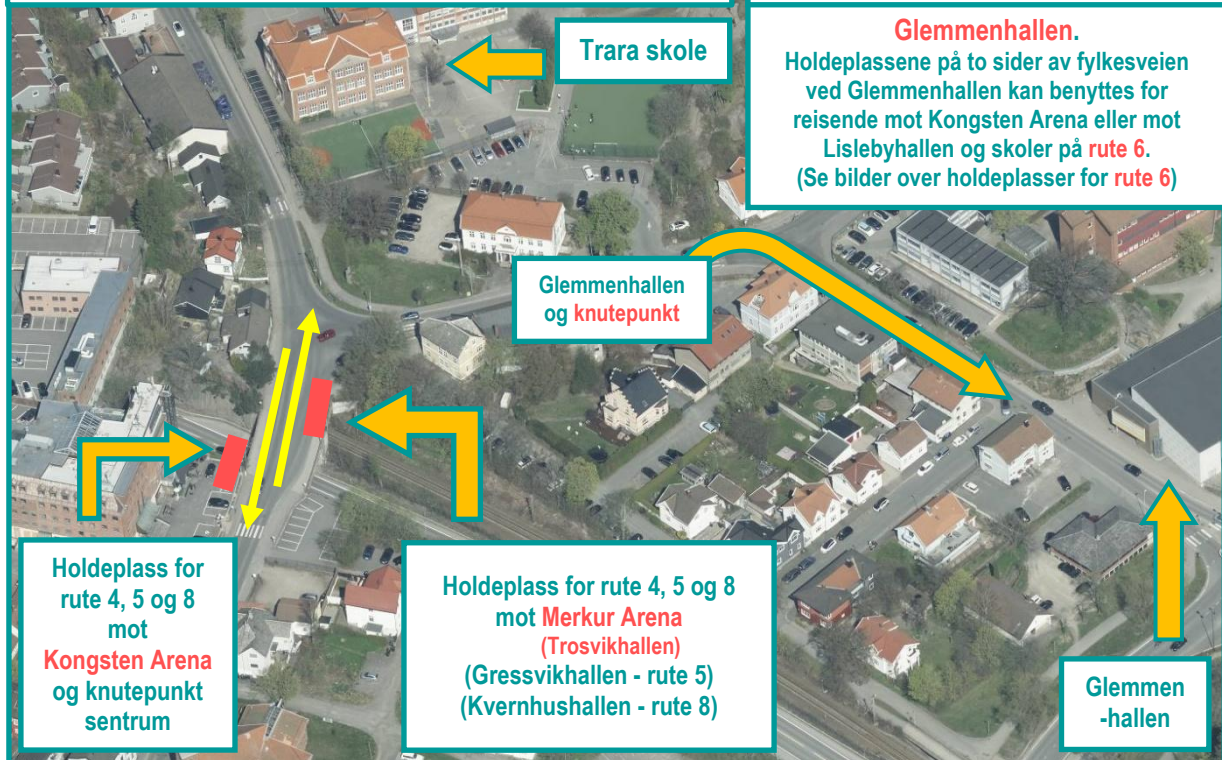 Trara skole
Glemmenhallen.
Holdeplassene på to sider av fylkesveien
ved Glemmenhallen kan benyttes for
reisende mot Kongsten Arena eller mot
Lislebyhallen og skoler på rute 6.
(Se bilder over holdeplasser for rute 6)
Glemmenhallen
og knutepunkt
Holdeplass for
rute 4, 5 og 8
mot
Kongsten Arena
og knutepunkt
sentrum
Holdeplass for rute 4, 5 og 8
mot Merkur Arena
(Trosvikhallen)
(Gressvikhallen - rute 5)
(Kvernhushallen - rute 8)
Glemmen
-hallen